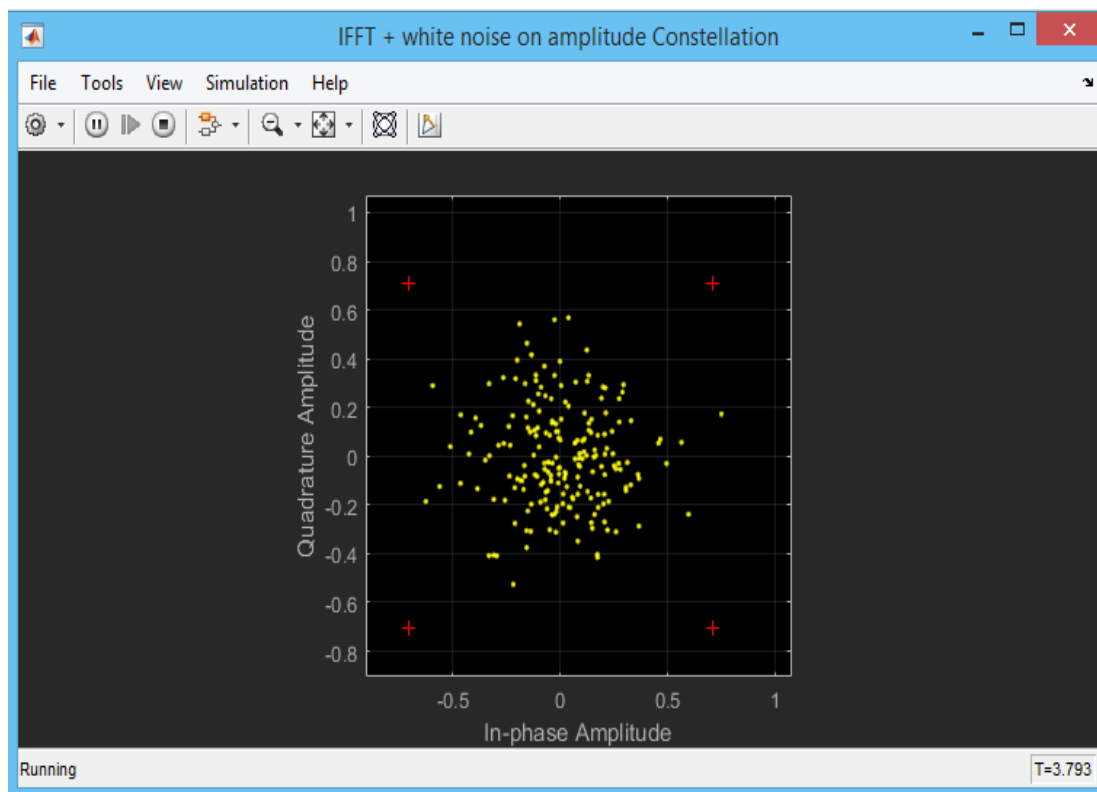 IFFT + white noise on amplitude Constellation
File Tools View Simulation Help
1
0.8
0.6
0.4
0.2
0
-0.2
-0.4
-0.6
-0.8
Quadrature Amplitude
-0.5 0 0.5 1
In-phase Amplitude
Running T=3.793